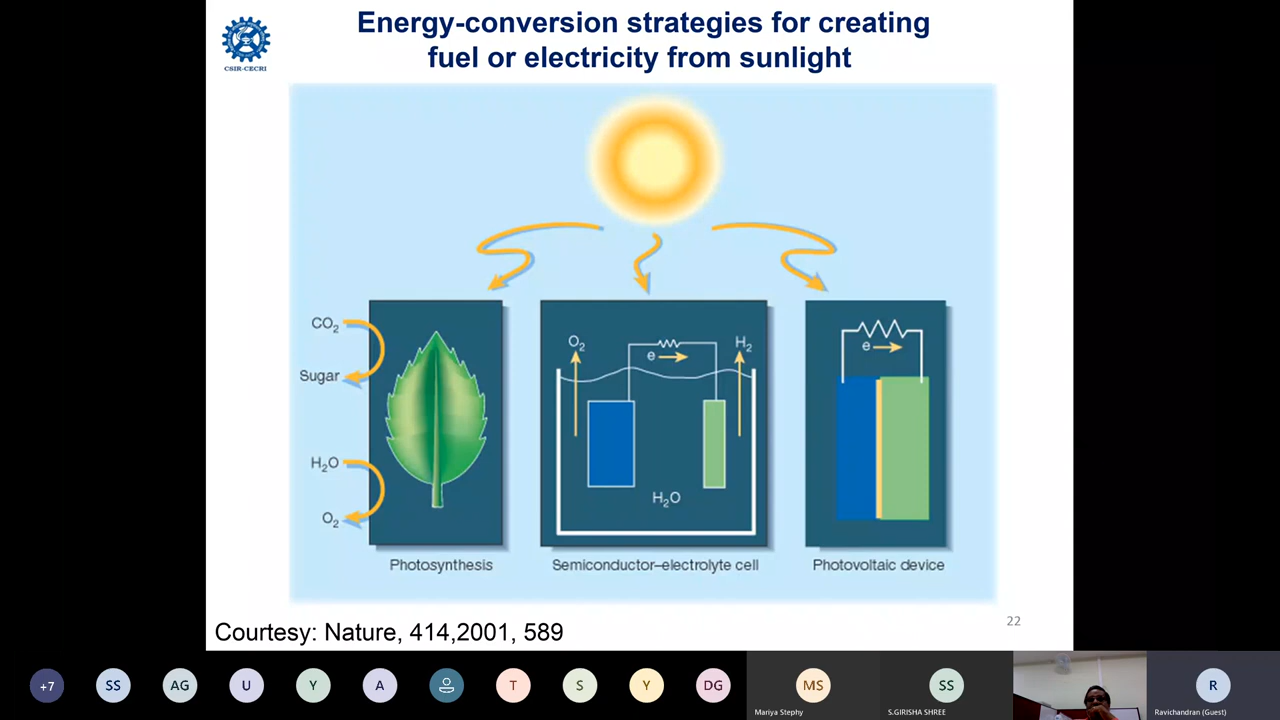 Energy-conversion strategies for creating
fuel or electricity from sunlight
CSIR-CECRI
CO₂
Sugar
H₂O
O₂
Photosynthesis
O₂
e
H₂
H₂O
Semiconductor–electrolyte cell
e
Photovoltaic device
Courtesy: Nature, 414,2001, 589
22
+7
SS
AG
U
Y
A
T
S
Y
DG
MS
Mariya Stephy
SS
S.GIRISHA SHREE
R
Ravichandran (Guest)